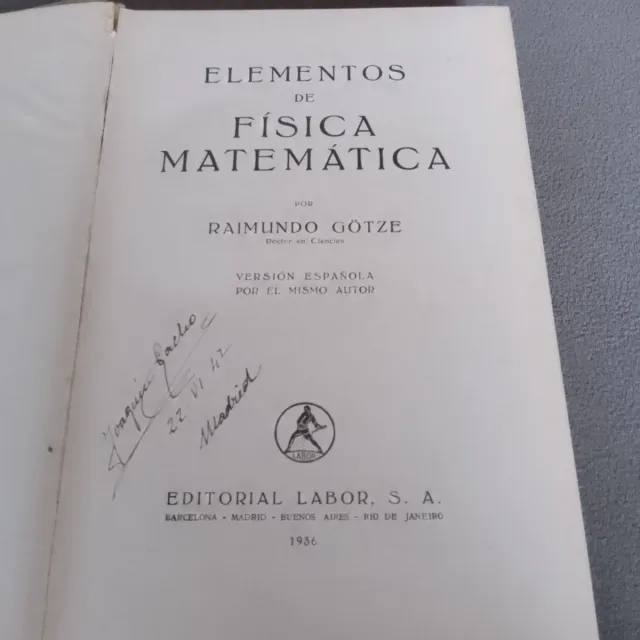 ELEMENTOS
DE
FÍSICA
MATEMÁTICA
POR
RAIMUNDO GÖTZE
Doctor en Ciencias
VERSIÓN ESPAÑOLA
POR EL MISMO AUTOR
Joaquín
22 VI 42
Madrid
LABOR
EDITORIAL LABOR, S. A.
BARCELONA - MADRID - BUENOS AIRES - RIO DE JANEIRO
1936